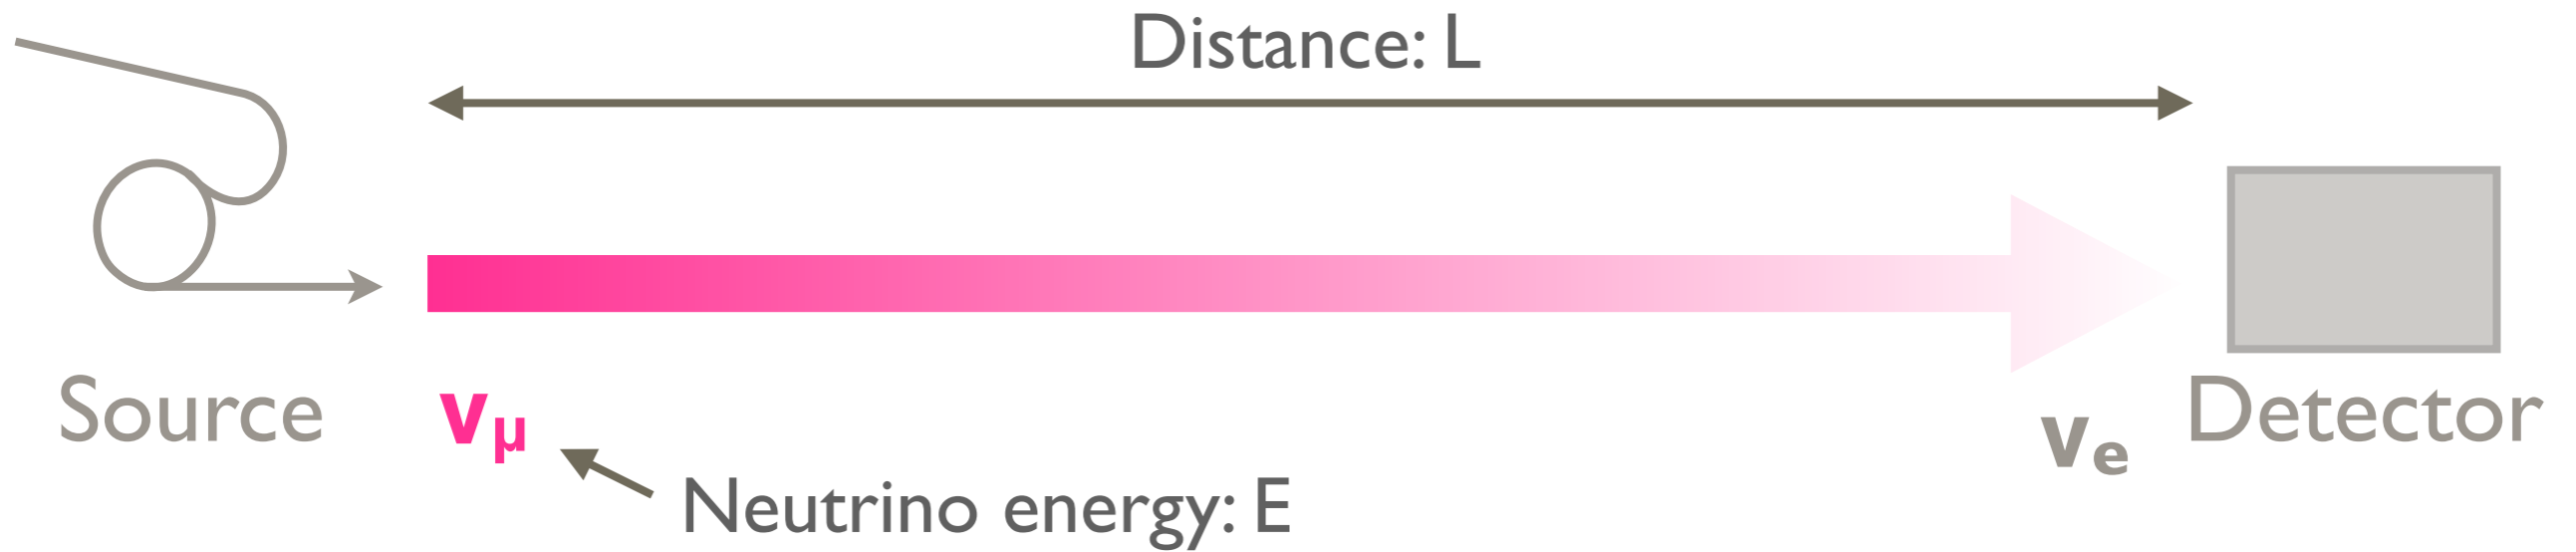 Distance: L
Source
νμ
νe
Detector
Neutrino energy: E